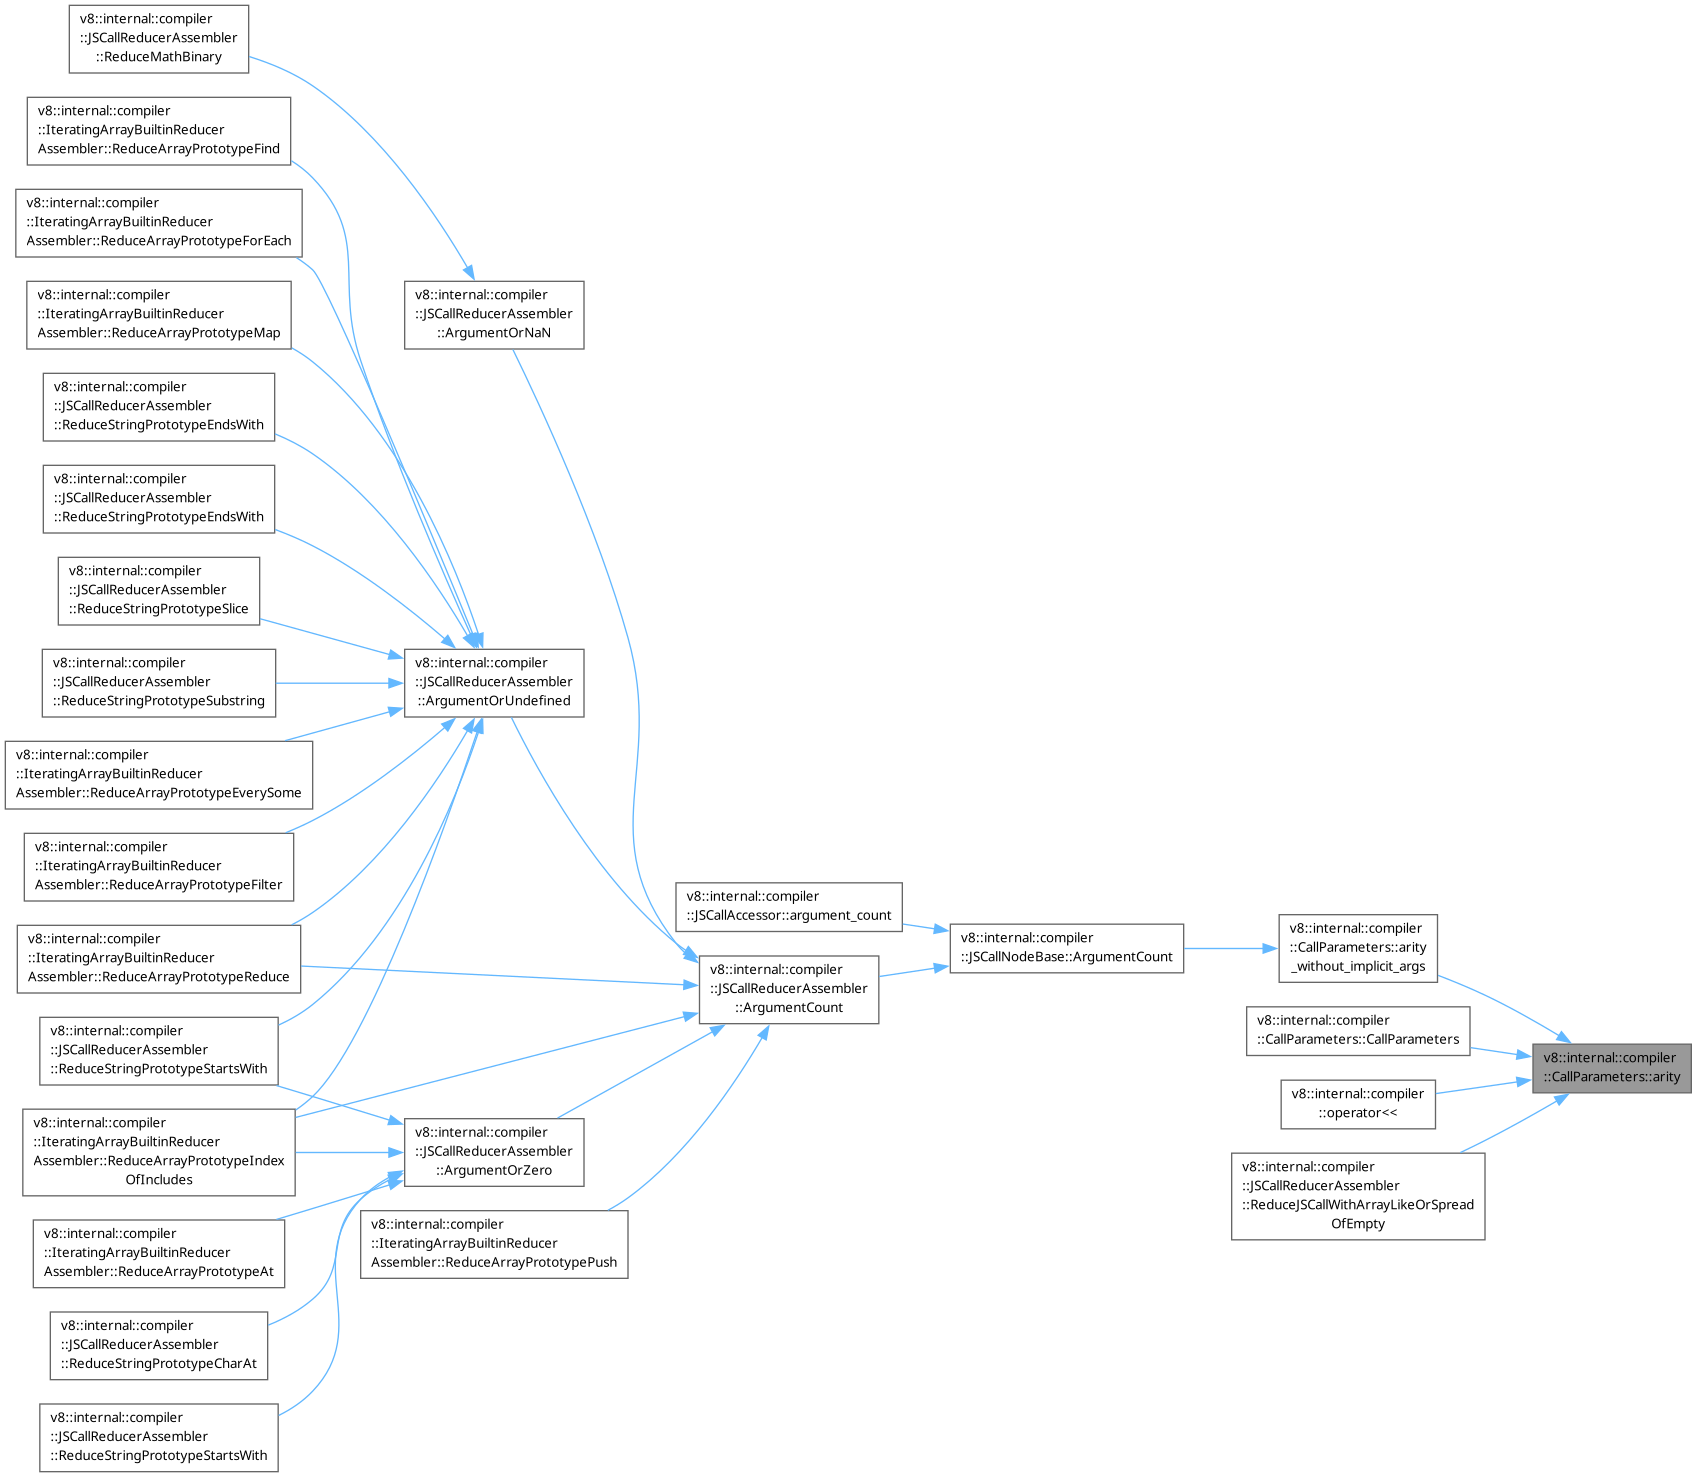 v8::internal::compiler
::JSCallReducerAssembler
::ReduceMathBinary
v8::internal::compiler
::IteratingArrayBuiltinReducer
Assembler::ReduceArrayPrototypeFind
v8::internal::compiler
::IteratingArrayBuiltinReducer
Assembler::ReduceArrayPrototypeForEach
v8::internal::compiler
::IteratingArrayBuiltinReducer
Assembler::ReduceArrayPrototypeMap
v8::internal::compiler
::JSCallReducerAssembler
::ReduceStringPrototypeEndsWith
v8::internal::compiler
::JSCallReducerAssembler
::ReduceStringPrototypeEndsWith
v8::internal::compiler
::JSCallReducerAssembler
::ReduceStringPrototypeSlice
v8::internal::compiler
::JSCallReducerAssembler
::ReduceStringPrototypeSubstring
v8::internal::compiler
::IteratingArrayBuiltinReducer
Assembler::ReduceArrayPrototypeEverySome
v8::internal::compiler
::IteratingArrayBuiltinReducer
Assembler::ReduceArrayPrototypeFilter
v8::internal::compiler
::IteratingArrayBuiltinReducer
Assembler::ReduceArrayPrototypeReduce
v8::internal::compiler
::JSCallReducerAssembler
::ReduceStringPrototypeStartsWith
v8::internal::compiler
::IteratingArrayBuiltinReducer
Assembler::ReduceArrayPrototypeIndex
OfIncludes
v8::internal::compiler
::IteratingArrayBuiltinReducer
Assembler::ReduceArrayPrototypeAt
v8::internal::compiler
::JSCallReducerAssembler
::ReduceStringPrototypeCharAt
v8::internal::compiler
::JSCallReducerAssembler
::ReduceStringPrototypeStartsWith
v8::internal::compiler
::JSCallReducerAssembler
::ArgumentOrNaN
v8::internal::compiler
::JSCallReducerAssembler
::ArgumentOrUndefined
v8::internal::compiler
::JSCallReducerAssembler
::ArgumentOrZero
v8::internal::compiler
::IteratingArrayBuiltinReducer
Assembler::ReduceArrayPrototypePush
v8::internal::compiler
::JSCallAccessor::argument_count
v8::internal::compiler
::JSCallReducerAssembler
::ArgumentCount
v8::internal::compiler
::JSCallNodeBase::ArgumentCount
v8::internal::compiler
::CallParameters::arity
_without_implicit_args
v8::internal::compiler
::CallParameters::CallParameters
v8::internal::compiler
::operator<<
v8::internal::compiler
::JSCallReducerAssembler
::ReduceJSCallWithArrayLikeOrSpread
OfEmpty
v8::internal::compiler
::CallParameters::arity